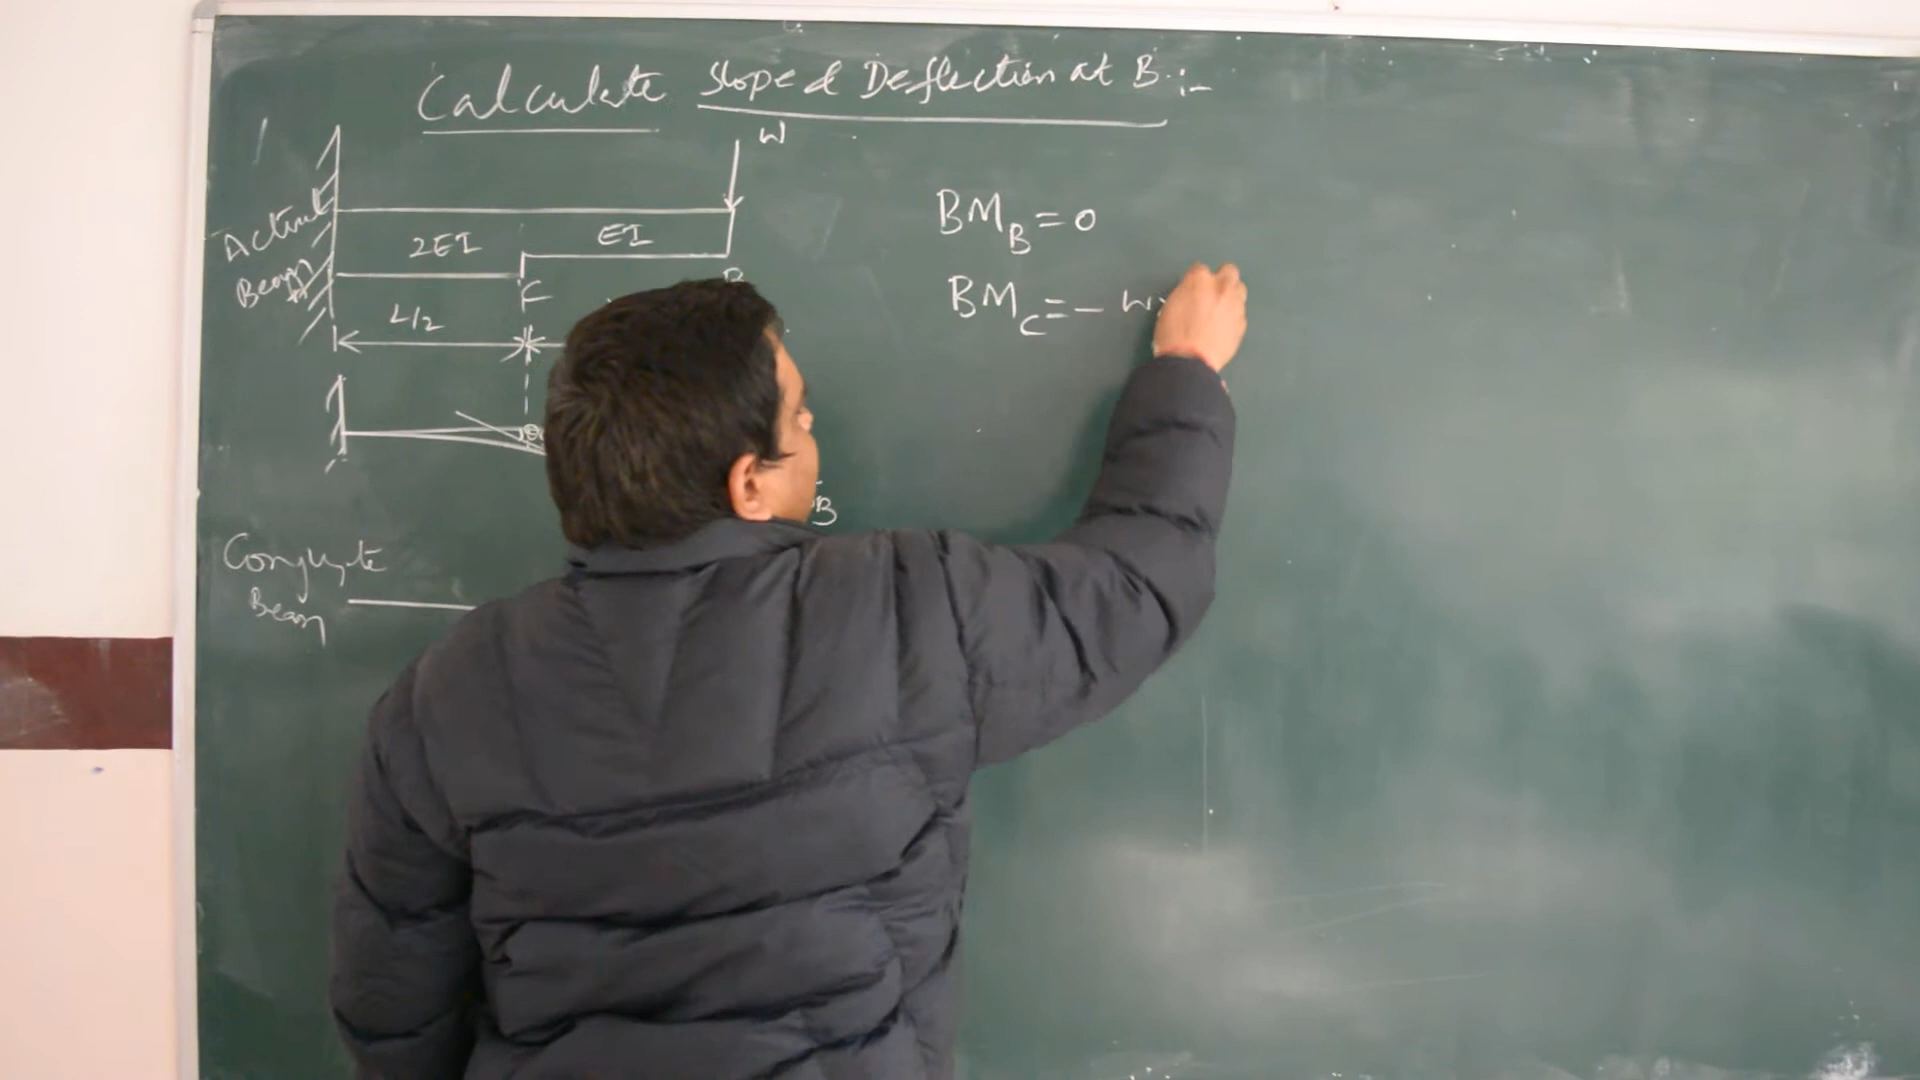 Calculate Slope & Deflection at B :-
W
Actual
Beam
2EI
EI
C
B
L/2
BM_B = 0
BM_C = - W×
B
Conjugate
Beam